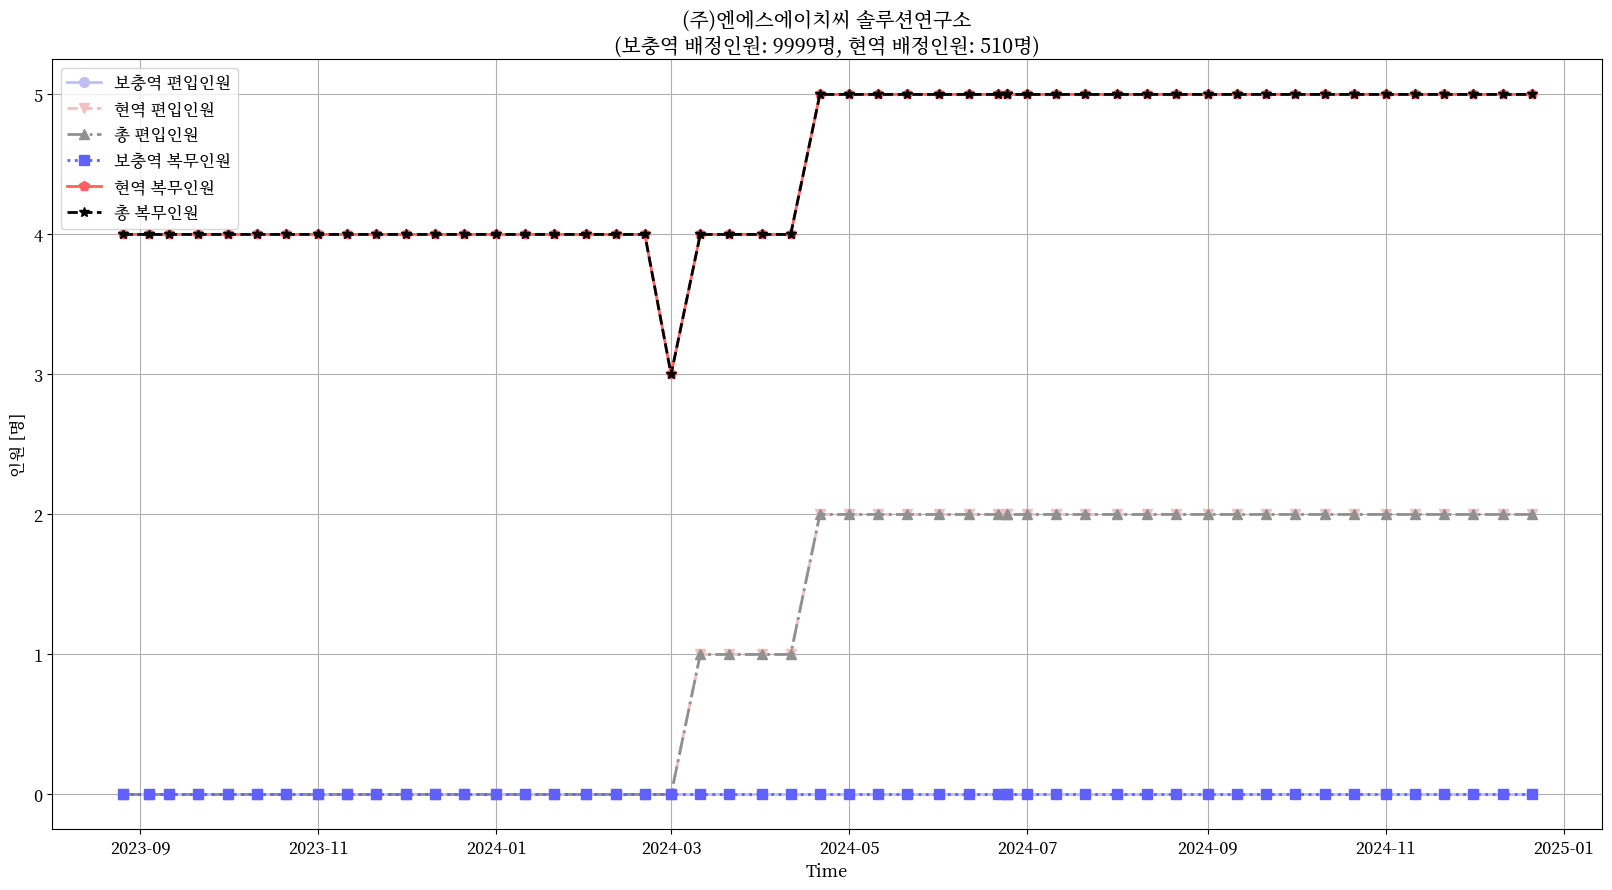 (주)엔에스에이치씨 솔루션연구소
(보충역 배정인원: 9999명, 현역 배정인원: 510명)
보충역 편입인원
현역 편입인원
총 편입인원
보충역 복무인원
현역 복무인원
총 복무인원
5
4
3
2
1
0
인원 [명]
2023-09 2023-11 2024-01 2024-03 2024-05 2024-07 2024-09 2024-11 2025-01
Time